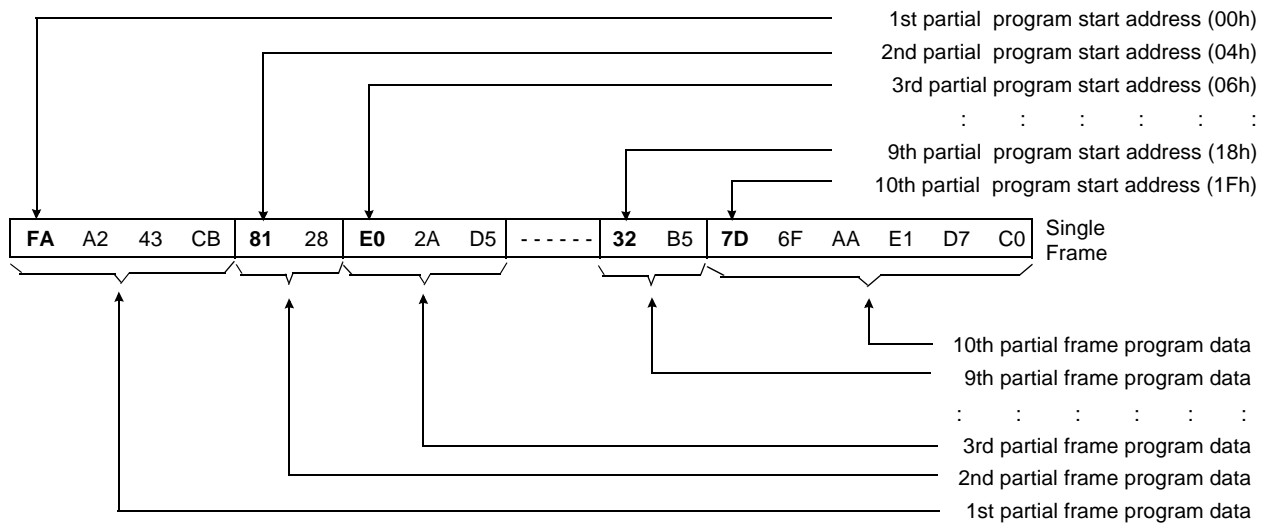 1st partial program start address (00h)
2nd partial program start address (04h)
3rd partial program start address (06h)
: : : : : :
9th partial program start address (18h)
10th partial program start address (1Fh)
FA A2 43 CB 81 28 E0 2A D5 ------ 32 B5 7D 6F AA E1 D7 C0
Single
Frame
10th partial frame program data
9th partial frame program data
: : : : : :
3rd partial frame program data
2nd partial frame program data
1st partial frame program data